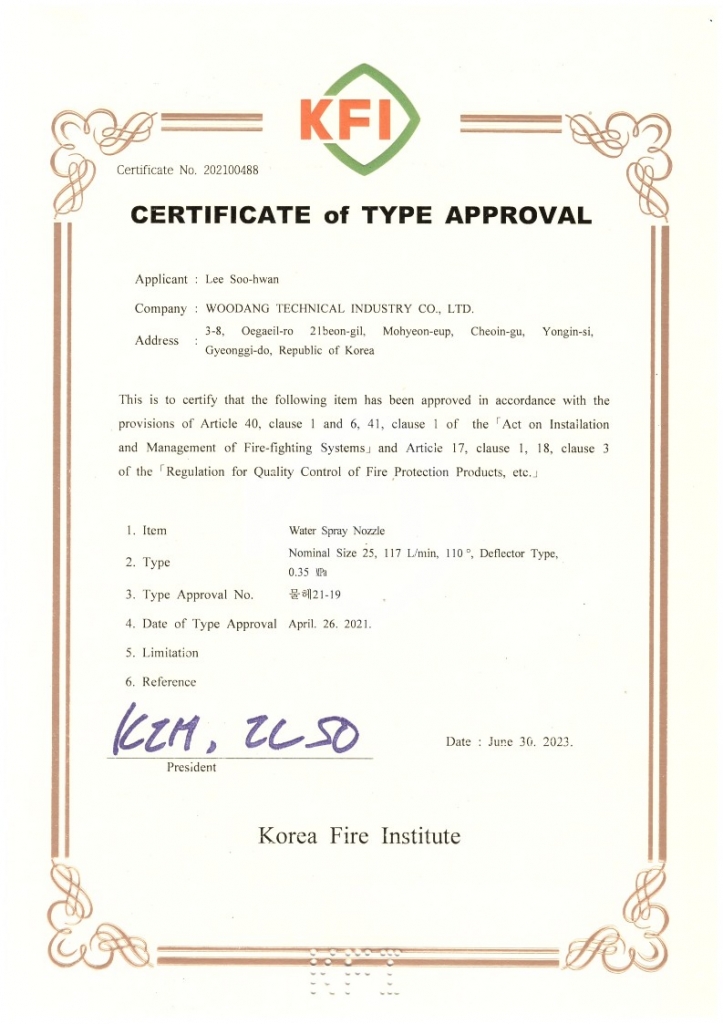 KFI
Certificate No. 202100488
CERTIFICATE of TYPE APPROVAL
Applicant : Lee Soo-hwan
Company : WOODANG TECHNICAL INDUSTRY CO., LTD.
Address : 3-8, Oegaeil-ro 21beon-gil, Mohyeon-eup, Cheoin-gu, Yongin-si,
Gyeonggi-do, Republic of Korea
This is to certify that the following item has been approved in accordance with the
provisions of Article 40, clause 1 and 6, 41, clause 1 of the「Act on Installation
and Management of Fire-fighting Systems」and Article 17, clause 1, 18, clause 3
of the「Regulation for Quality Control of Fire Protection Products, etc.」
1. Item Water Spray Nozzle
2. Type Nominal Size 25, 117 L/min, 110°, Deflector Type,
0.35 ㎫
3. Type Approval No. 물헤21-19
4. Date of Type Approval April. 26. 2021.
5. Limitation
6. Reference
Date : June 30. 2023.
President
Korea Fire Institute
KFI